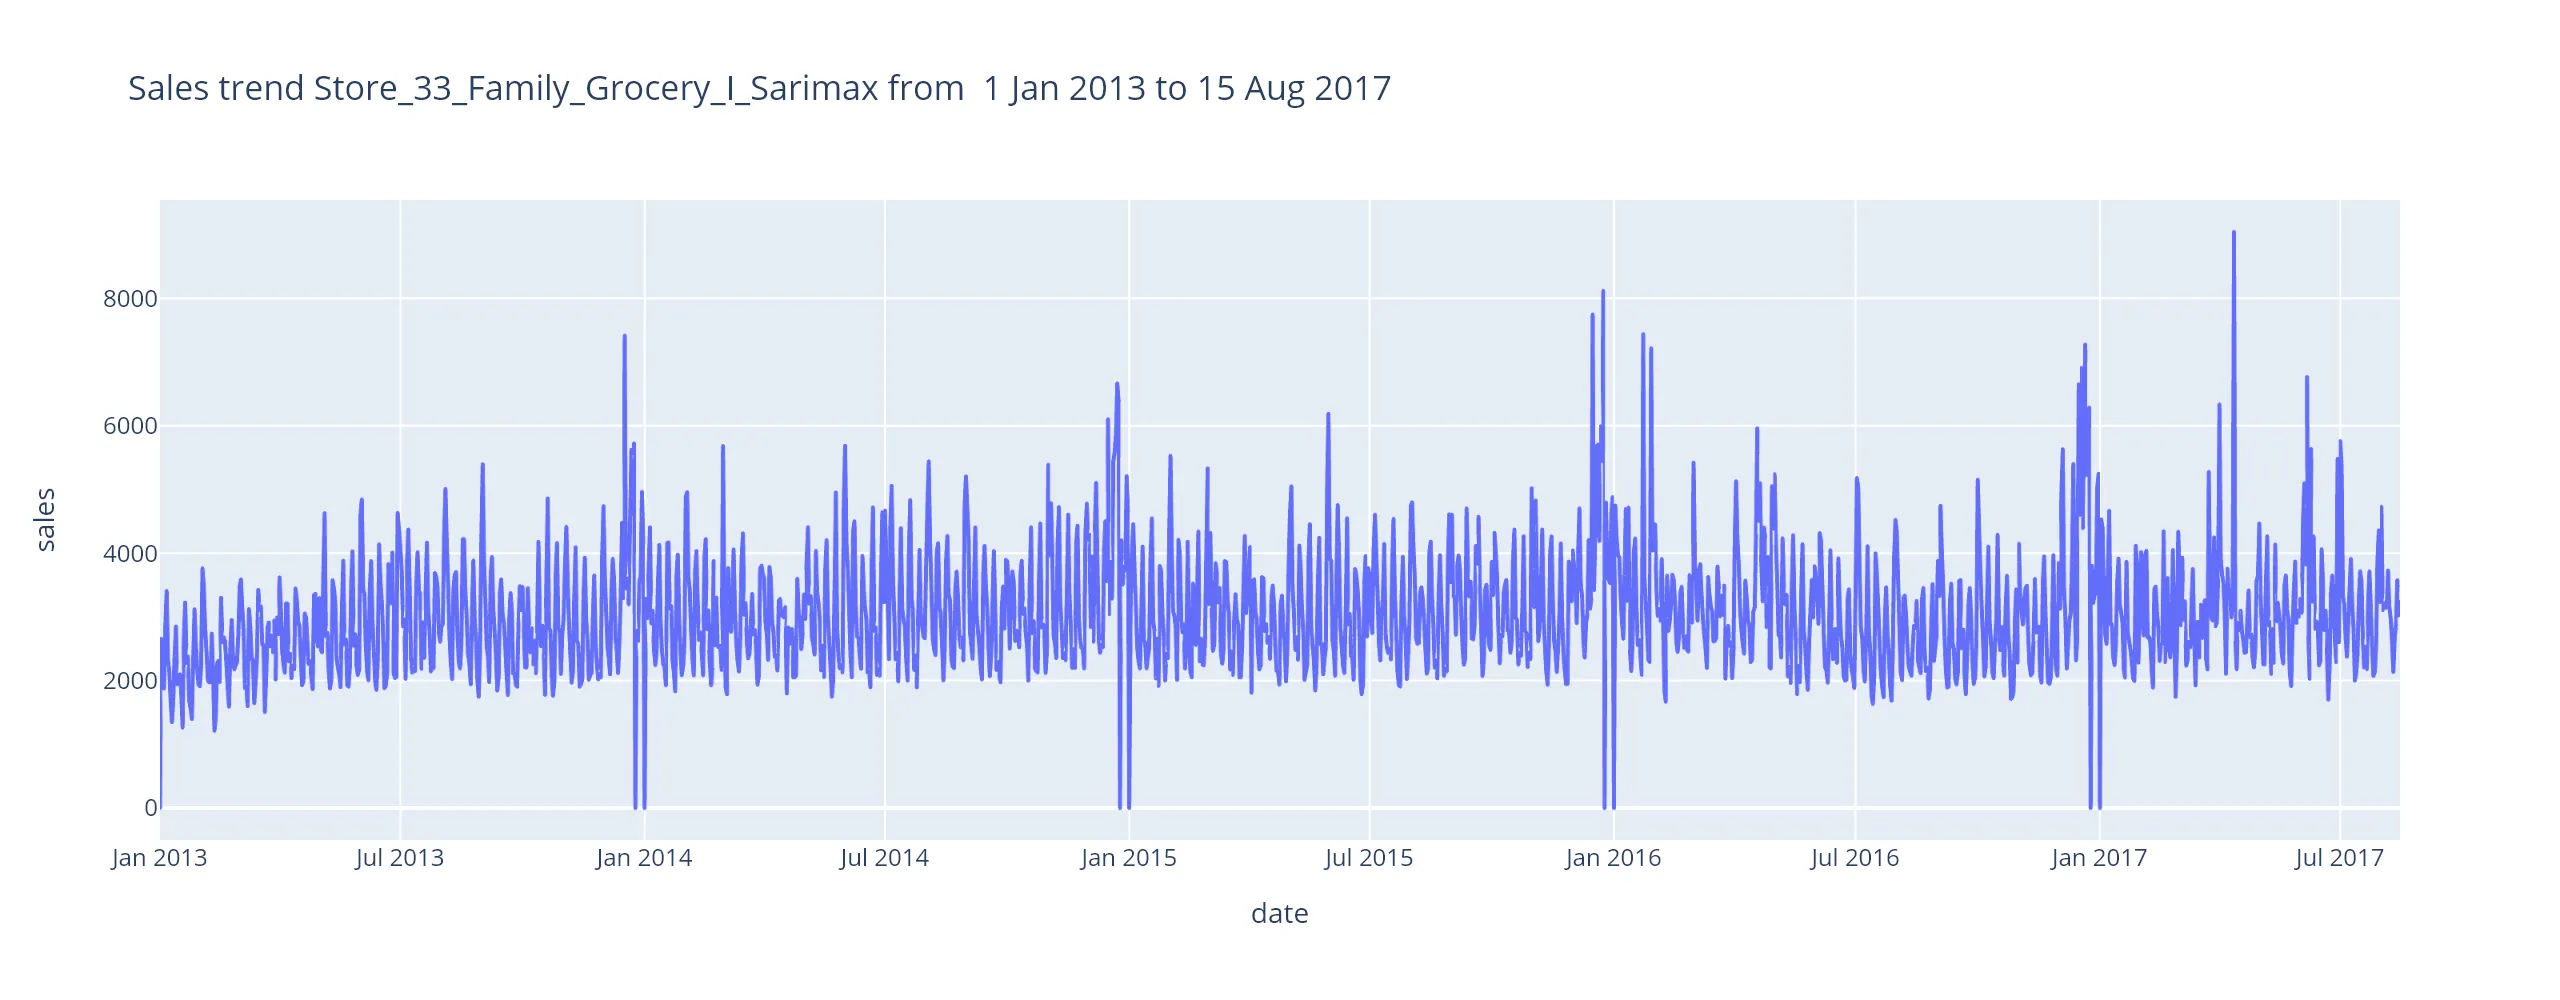 Sales trend Store_33_Family_Grocery_I_Sarimax from  1 Jan 2013 to 15 Aug 2017
8000
6000
4000
2000
0
sales
Jan 2013 Jul 2013 Jan 2014 Jul 2014 Jan 2015 Jul 2015 Jan 2016 Jul 2016 Jan 2017 Jul 2017
date